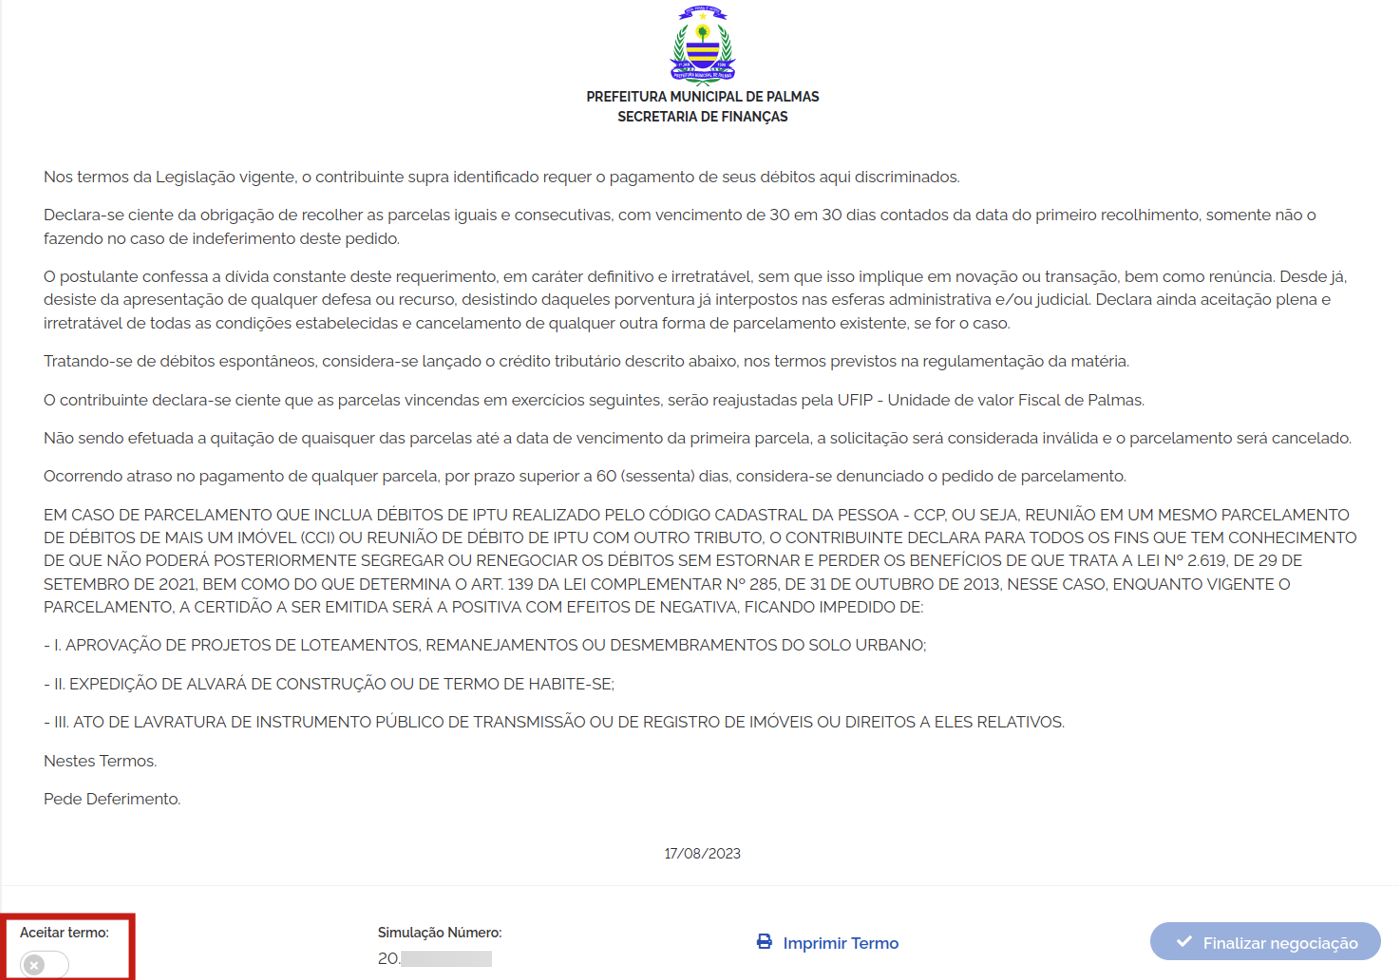 PREFEITURA MUNICIPAL DE PALMAS
SECRETARIA DE FINANÇAS
Nos termos da Legislação vigente, o contribuinte supra identificado requer o pagamento de seus débitos aqui discriminados.
Declara-se ciente da obrigação de recolher as parcelas iguais e consecutivas, com vencimento de 30 em 30 dias contados da data do primeiro recolhimento, somente não o
fazendo no caso de indeferimento deste pedido.
O postulante confessa a dívida constante deste requerimento, em caráter definitivo e irretratável, sem que isso implique em novação ou transação, bem como renúncia. Desde já,
desiste da apresentação de qualquer defesa ou recurso, desistindo daqueles porventura já interpostos nas esferas administrativa e/ou judicial. Declara ainda aceitação plena e
irretratável de todas as condições estabelecidas e cancelamento de qualquer outra forma de parcelamento existente, se for o caso.
Tratando-se de débitos espontâneos, considera-se lançado o crédito tributário descrito abaixo, nos termos previstos na regulamentação da matéria.
O contribuinte declara-se ciente que as parcelas vincendas em exercícios seguintes, serão reajustadas pela UFIP - Unidade de valor Fiscal de Palmas.
Não sendo efetuada a quitação de quaisquer das parcelas até a data de vencimento da primeira parcela, a solicitação será considerada inválida e o parcelamento será cancelado.
Ocorrendo atraso no pagamento de qualquer parcela, por prazo superior a 60 (sessenta) dias, considera-se denunciado o pedido de parcelamento.
EM CASO DE PARCELAMENTO QUE INCLUA DÉBITOS DE IPTU REALIZADO PELO CÓDIGO CADASTRAL DA PESSOA - CCP, OU SEJA, REUNIÃO EM UM MESMO PARCELAMENTO
DE DÉBITOS DE MAIS UM IMÓVEL (CCI) OU REUNIÃO DE DÉBITO DE IPTU COM OUTRO TRIBUTO, O CONTRIBUINTE DECLARA PARA TODOS OS FINS QUE TEM CONHECIMENTO
DE QUE NÃO PODERÁ POSTERIORMENTE SEGREGAR OU RENEGOCIAR OS DÉBITOS SEM ESTORNAR E PERDER OS BENEFÍCIOS DE QUE TRATA A LEI Nº 2.619, DE 29 DE
SETEMBRO DE 2021, BEM COMO DO QUE DETERMINA O ART. 139 DA LEI COMPLEMENTAR Nº 285, DE 31 DE OUTUBRO DE 2013, NESSE CASO, ENQUANTO VIGENTE O
PARCELAMENTO, A CERTIDÃO A SER EMITIDA SERÁ A POSITIVA COM EFEITOS DE NEGATIVA, FICANDO IMPEDIDO DE:
- I. APROVAÇÃO DE PROJETOS DE LOTEAMENTOS, REMANEJAMENTOS OU DESMEMBRAMENTOS DO SOLO URBANO;
- II. EXPEDIÇÃO DE ALVARÁ DE CONSTRUÇÃO OU DE TERMO DE HABITE-SE;
- III. ATO DE LAVRATURA DE INSTRUMENTO PÚBLICO DE TRANSMISSÃO OU DE REGISTRO DE IMÓVEIS OU DIREITOS A ELES RELATIVOS.
Nestes Termos.
Pede Deferimento.
17/08/2023
Aceitar termo:
Simulação Número:
20.
Imprimir Termo
Finalizar negociação